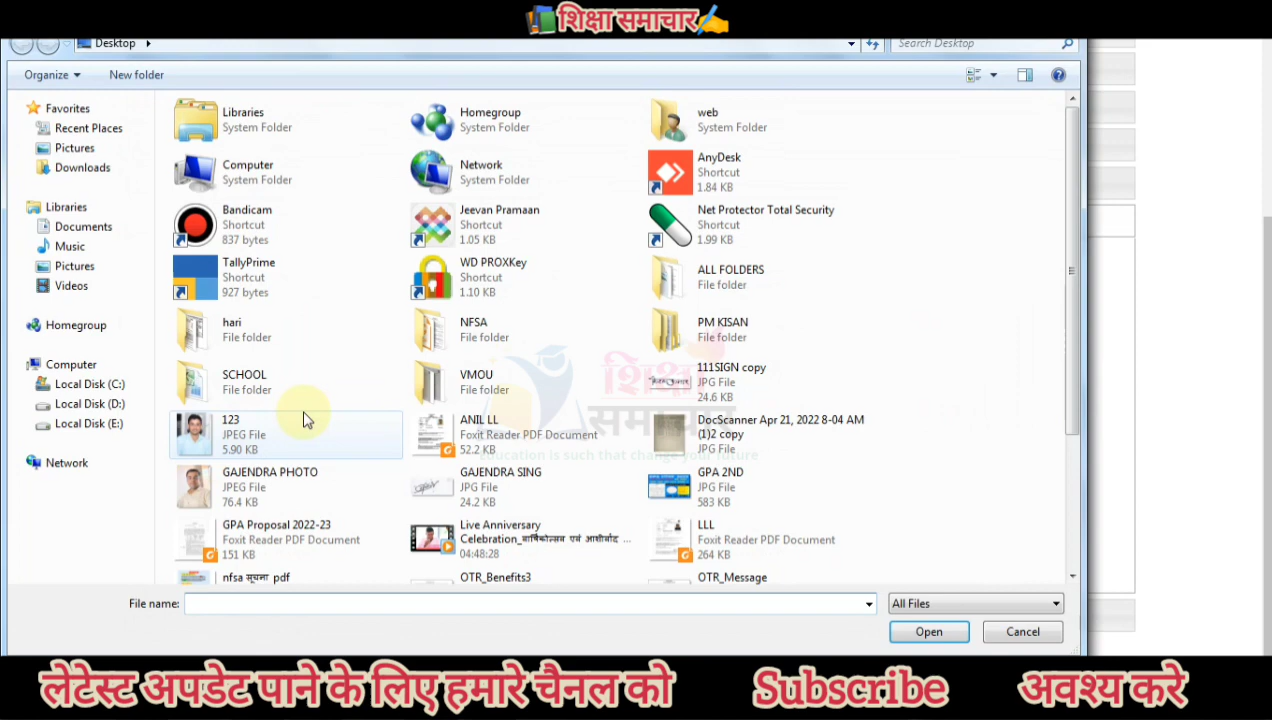 शिक्षा समाचार
Desktop
Search Desktop
Organize
New folder
Favorites
Recent Places
Pictures
Downloads
Libraries
Documents
Music
Pictures
Videos
Homegroup
Computer
Local Disk (C:)
Local Disk (D:)
Local Disk (E:)
Network
Libraries
System Folder
Homegroup
System Folder
web
System Folder
Computer
System Folder
Network
System Folder
AnyDesk
Shortcut
1.84 KB
Bandicam
Shortcut
837 bytes
Jeevan Pramaan
Shortcut
1.05 KB
Net Protector Total Security
Shortcut
1.99 KB
TallyPrime
Shortcut
927 bytes
WD PROXKey
Shortcut
1.10 KB
ALL FOLDERS
File folder
hari
File folder
NFSA
File folder
PM KISAN
File folder
SCHOOL
File folder
VMOU
File folder
111SIGN copy
JPG File
24.6 KB
123
JPEG File
5.90 KB
ANIL LL
Foxit Reader PDF Document
52.2 KB
DocScanner Apr 21, 2022 8-04 AM
(1)2 copy
JPG File
GAJENDRA PHOTO
JPEG File
76.4 KB
GAJENDRA SING
JPG File
24.2 KB
GPA 2ND
JPG File
583 KB
GPA Proposal 2022-23
Foxit Reader PDF Document
151 KB
Live Anniversary
Celebration_वार्षिकोत्सव एवं आशीर्वाद ...
04:48:28
LLL
Foxit Reader PDF Document
264 KB
nfsa सूचना pdf
OTR_Benefits3
OTR_Message
शिक्षा
समाचार
Education is such that change your future
File name:
All Files
Open
Cancel
लेटेस्ट अपडेट पाने के लिए हमारे चैनल को Subscribe अवश्य करे